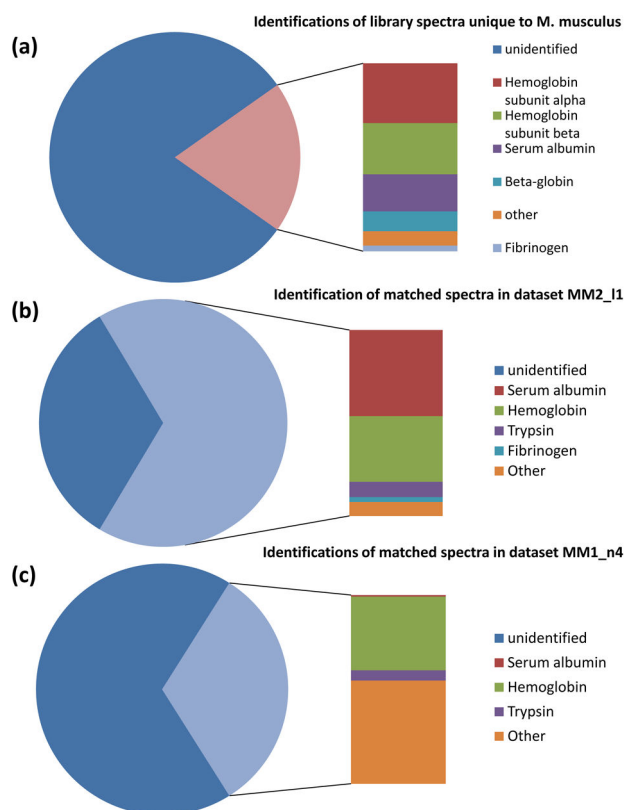 Identifications of library spectra unique to M. musculus
(a)
unidentified
Hemoglobin
subunit alpha
Hemoglobin
subunit beta
Serum albumin
Beta-globin
other
Fibrinogen
Identification of matched spectra in dataset MM2_l1
(b)
unidentified
Serum albumin
Hemoglobin
Trypsin
Fibrinogen
Other
Identifications of matched spectra in dataset MM1_n4
(c)
unidentified
Serum albumin
Hemoglobin
Trypsin
Other